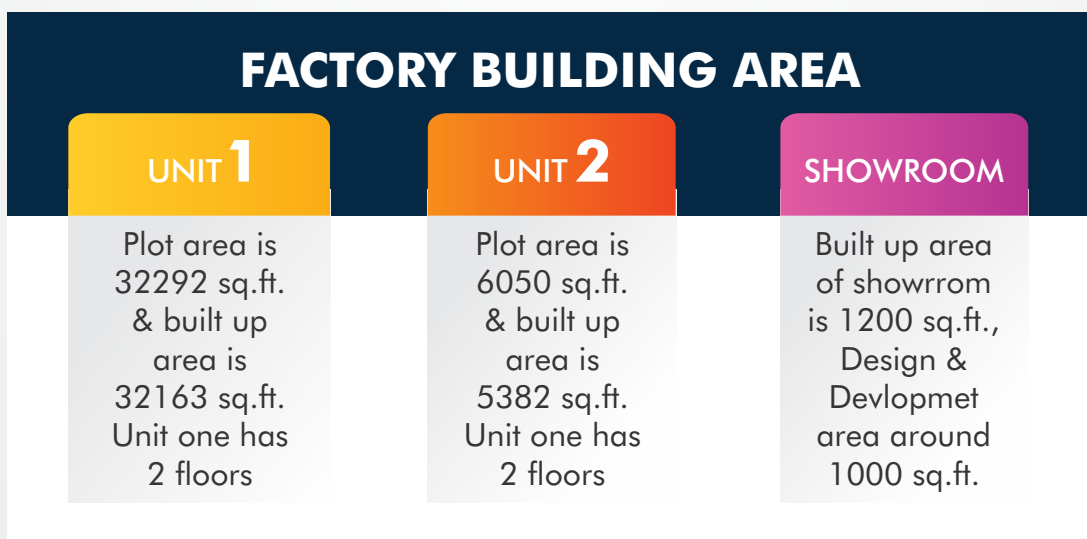 FACTORY BUILDING AREA
UNIT 1
Plot area is
32292 sq.ft.
& built up
area is
32163 sq.ft.
Unit one has
2 floors
UNIT 2
Plot area is
6050 sq.ft.
& built up
area is
5382 sq.ft.
Unit one has
2 floors
SHOWROOM
Built up area
of showrrom
is 1200 sq.ft.,
Design &
Devlopmet
area around
1000 sq.ft.